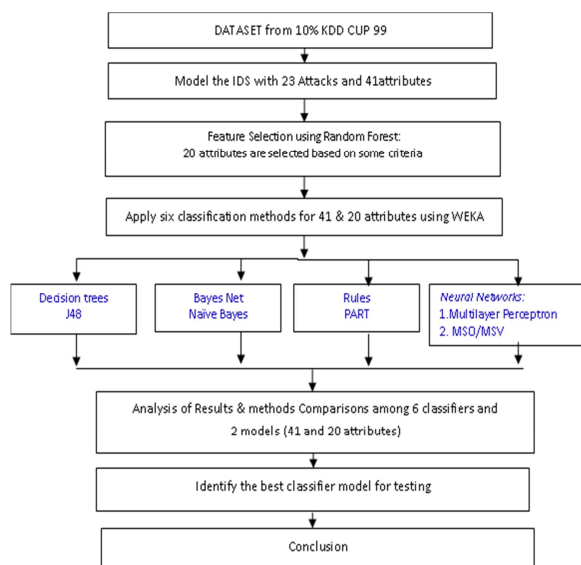 DATASET from 10% KDD CUP 99
Model the IDS with 23 Attacks and 41attributes
Feature Selection using Random Forest:
20 attributes are selected based on some criteria
Apply six classification methods for 41 & 20 attributes using WEKA
Decision trees
J48
Bayes Net
Naïve Bayes
Rules
PART
Neural Networks:
1.Multilayer Perceptron
2. MSO/MSV
Analysis of Results & methods Comparisons among 6 classifiers and
2 models (41 and 20 attributes)
Identify the best classifier model for testing
Conclusion